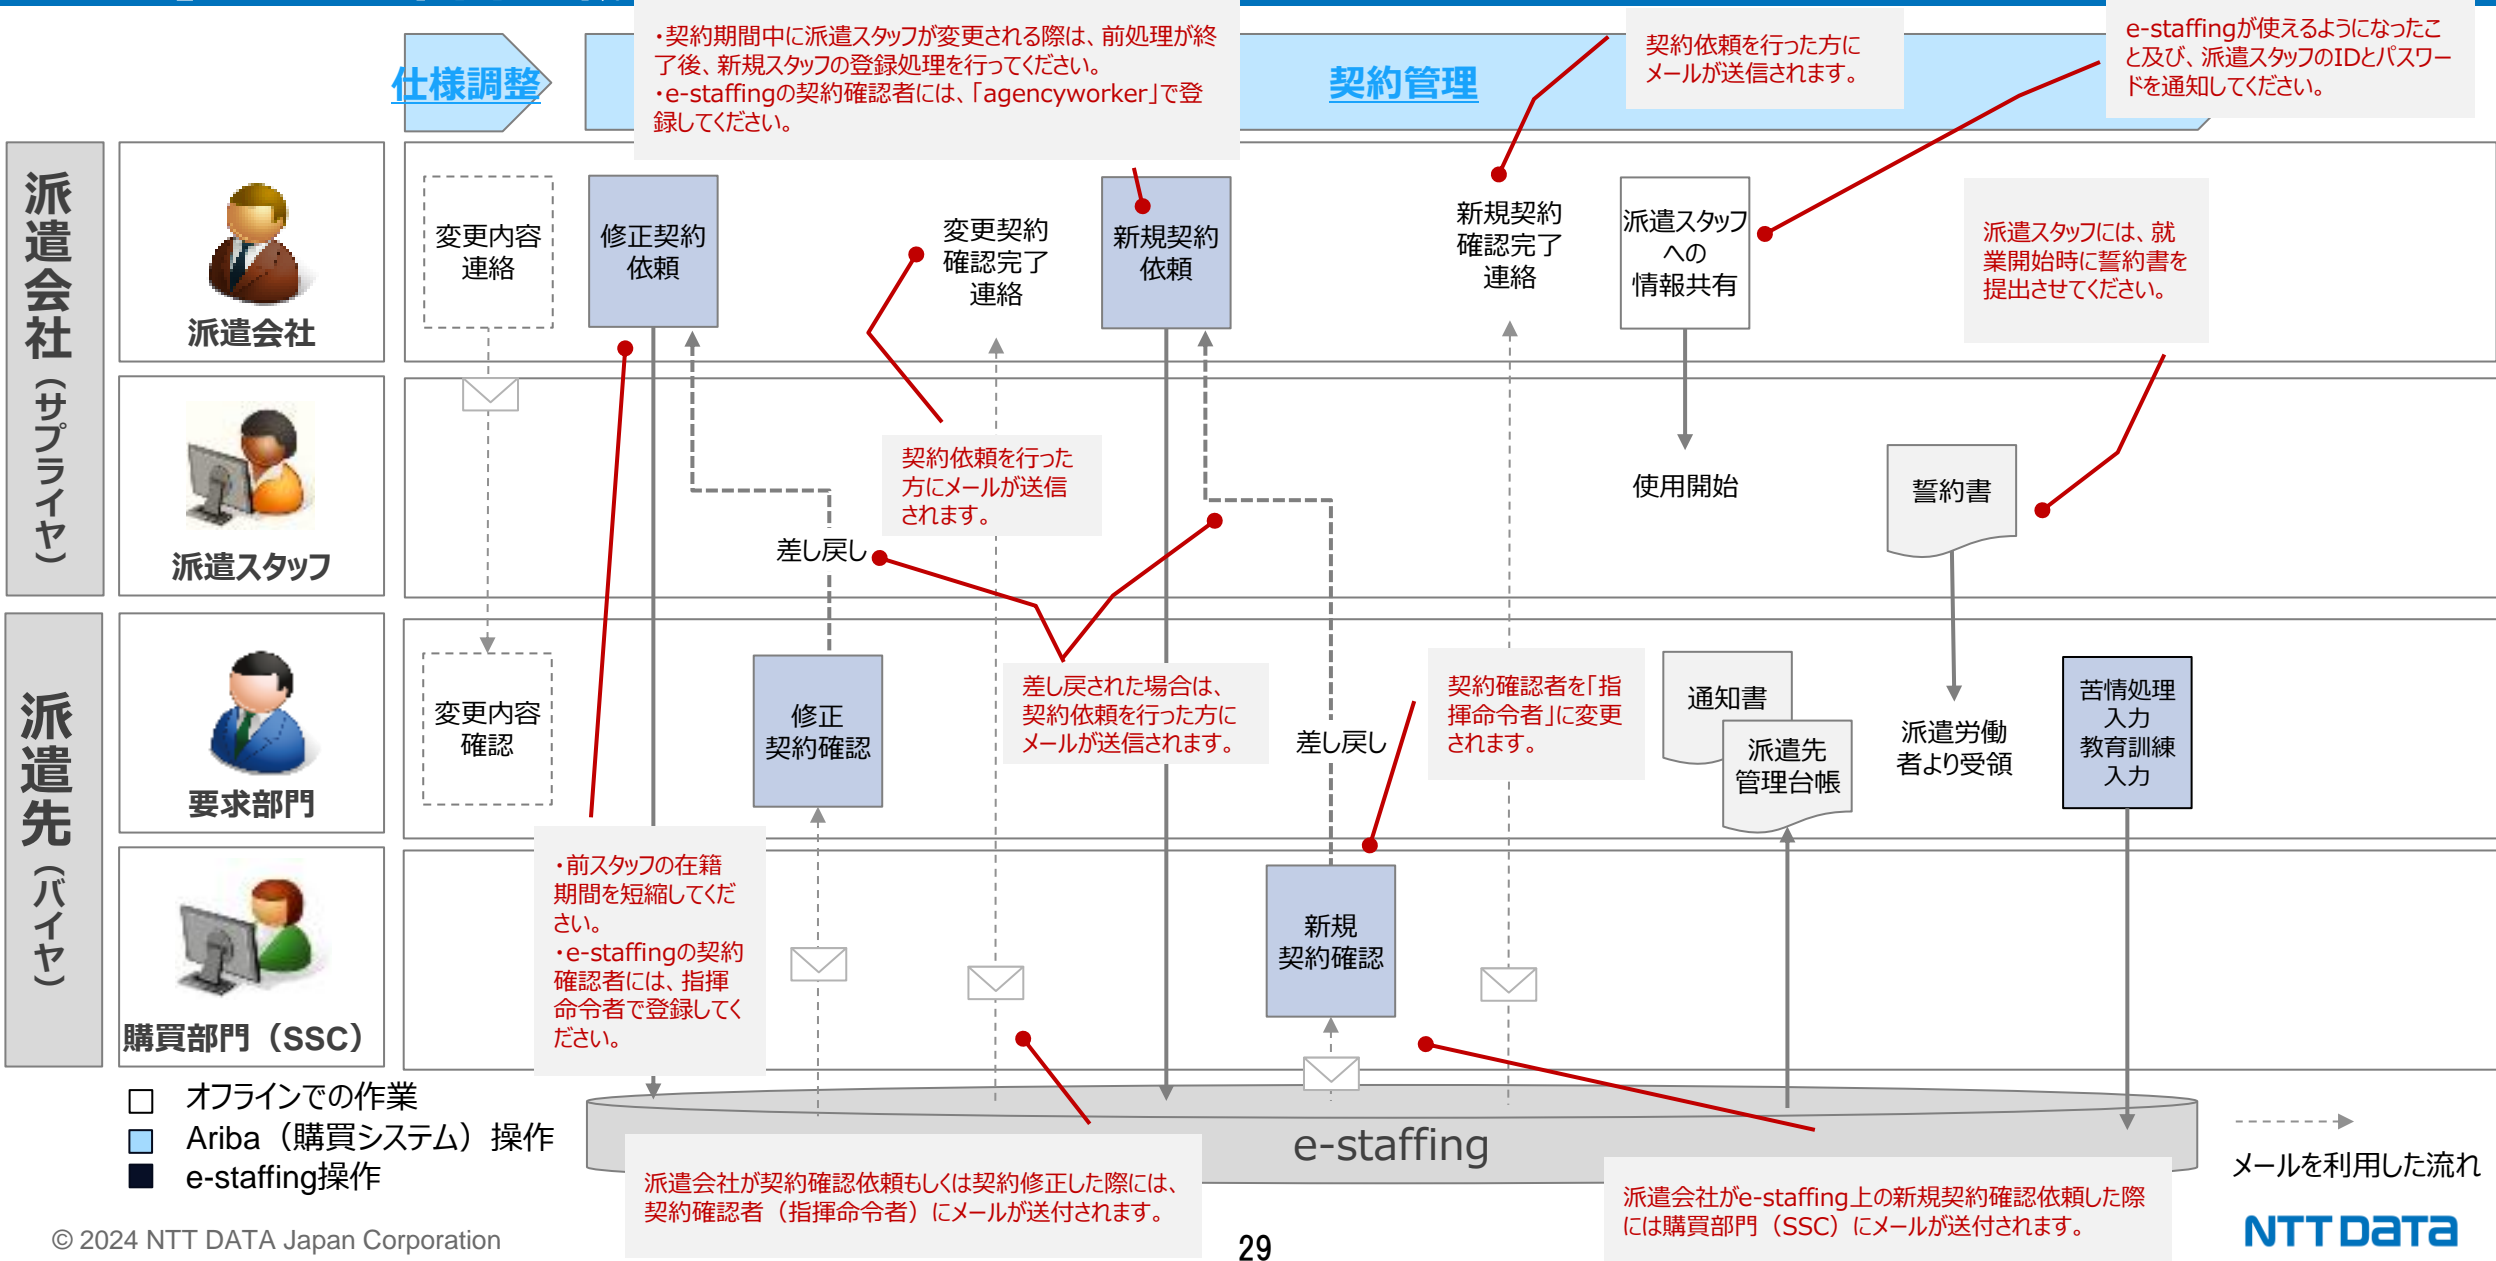 ・契約期間中に派遣スタッフが変更される際は、前処理が終
了後、新規スタッフの登録処理を行ってください。
・e-staffingの契約確認者には、「agencyworker」で登
録してください。
契約依頼を行った方に
メールが送信されます。
e-staffingが使えるようになったこ
と及び、派遣スタッフのIDとパスワー
ドを通知してください。
仕様調整
契約管理
派遣会社（サプライヤ）
派遣会社
変更内容
連絡
修正契約
依頼
変更契約
確認完了
連絡
新規契約
依頼
新規契約
確認完了
連絡
派遣スタッフ
への
情報共有
派遣スタッフには、就
業開始時に誓約書を
提出させてください。
派遣スタッフ
契約依頼を行った
方にメールが送信
されます。
差し戻し
使用開始
誓約書
派遣先（バイヤ）
要求部門
変更内容
確認
修正
契約確認
差し戻された場合は、
契約依頼を行った方に
メールが送信されます。
差し戻し
契約確認者を「指
揮命令者」に変更
されます。
通知書
派遣先
管理台帳
派遣労働
者より受領
苦情処理
入力
教育訓練
入力
購買部門（SSC）
・前スタッフの在籍
期間を短縮してくだ
さい。
・e-staffingの契約
確認者には、指揮
命令者で登録してく
ださい。
新規
契約確認
オフラインでの作業
Ariba（購買システム）操作
e-staffing操作
e-staffing
メールを利用した流れ
派遣会社が契約確認依頼もしくは契約修正した際には、
契約確認者（指揮命令者）にメールが送付されます。
派遣会社がe-staffing上の新規契約確認依頼した際
には購買部門（SSC）にメールが送付されます。
© 2024 NTT DATA Japan Corporation
29
NTT DATA